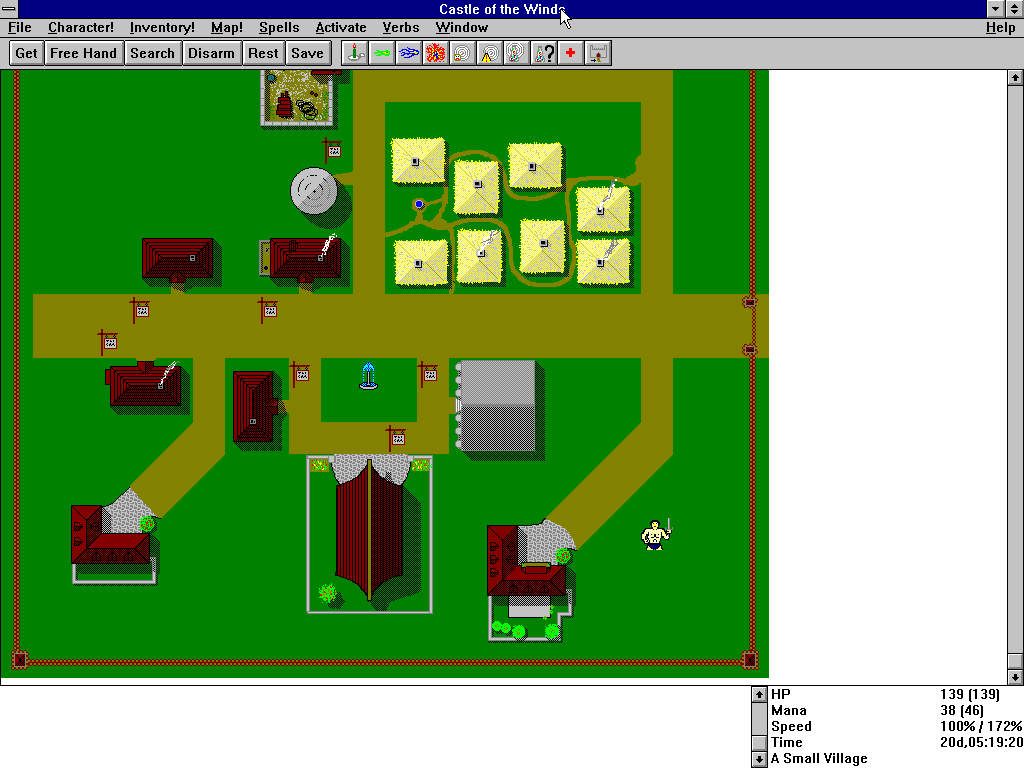 Castle of the Winds
File Character! Inventory! Map! Spells Activate Verbs Window Help
Get Free Hand Search Disarm Rest Save
HP 139 (139)
Mana 38 (46)
Speed 100% / 172%
Time 20d,05:19:20
A Small Village